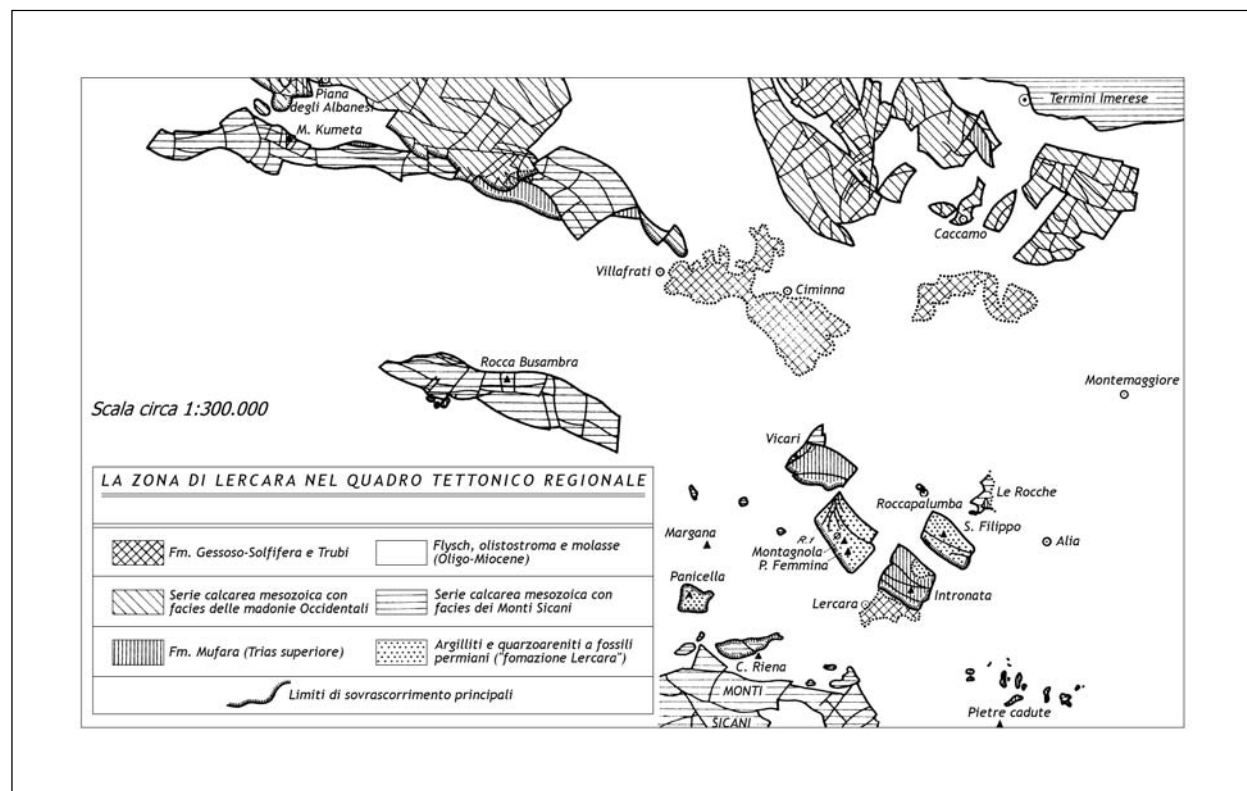 Piana
degli Albanesi
M. Kumeta
Termini Imerese
Caccamo
Villafrati
Ciminna
Rocca Busambra
Montemaggiore
Scala circa 1:300.000
Vicari
LA ZONA DI LERCARA NEL QUADRO TETTONICO REGIONALE
Le Rocche
Roccapalumba
S. Filippo
Margana
Montagnola
P. Femmina
Alia
Fm. Gessoso-Solfifera e Trubi
Flysch, olistostroma e molasse
(Oligo-Miocene)
Panicella
Lercara
Intronata
Serie calcarea mesozoica con
facies delle madonie Occidentali
Serie calcarea mesozoica con
facies dei Monti Sicani
Fm. Mufara (Trias superiore)
Argilliti e quarzoareniti a fossili
permiani ("fomazione Lercara")
C. Riena
Limiti di sovrascorrimento principali
MONTI
SICANI
Pietre cadute